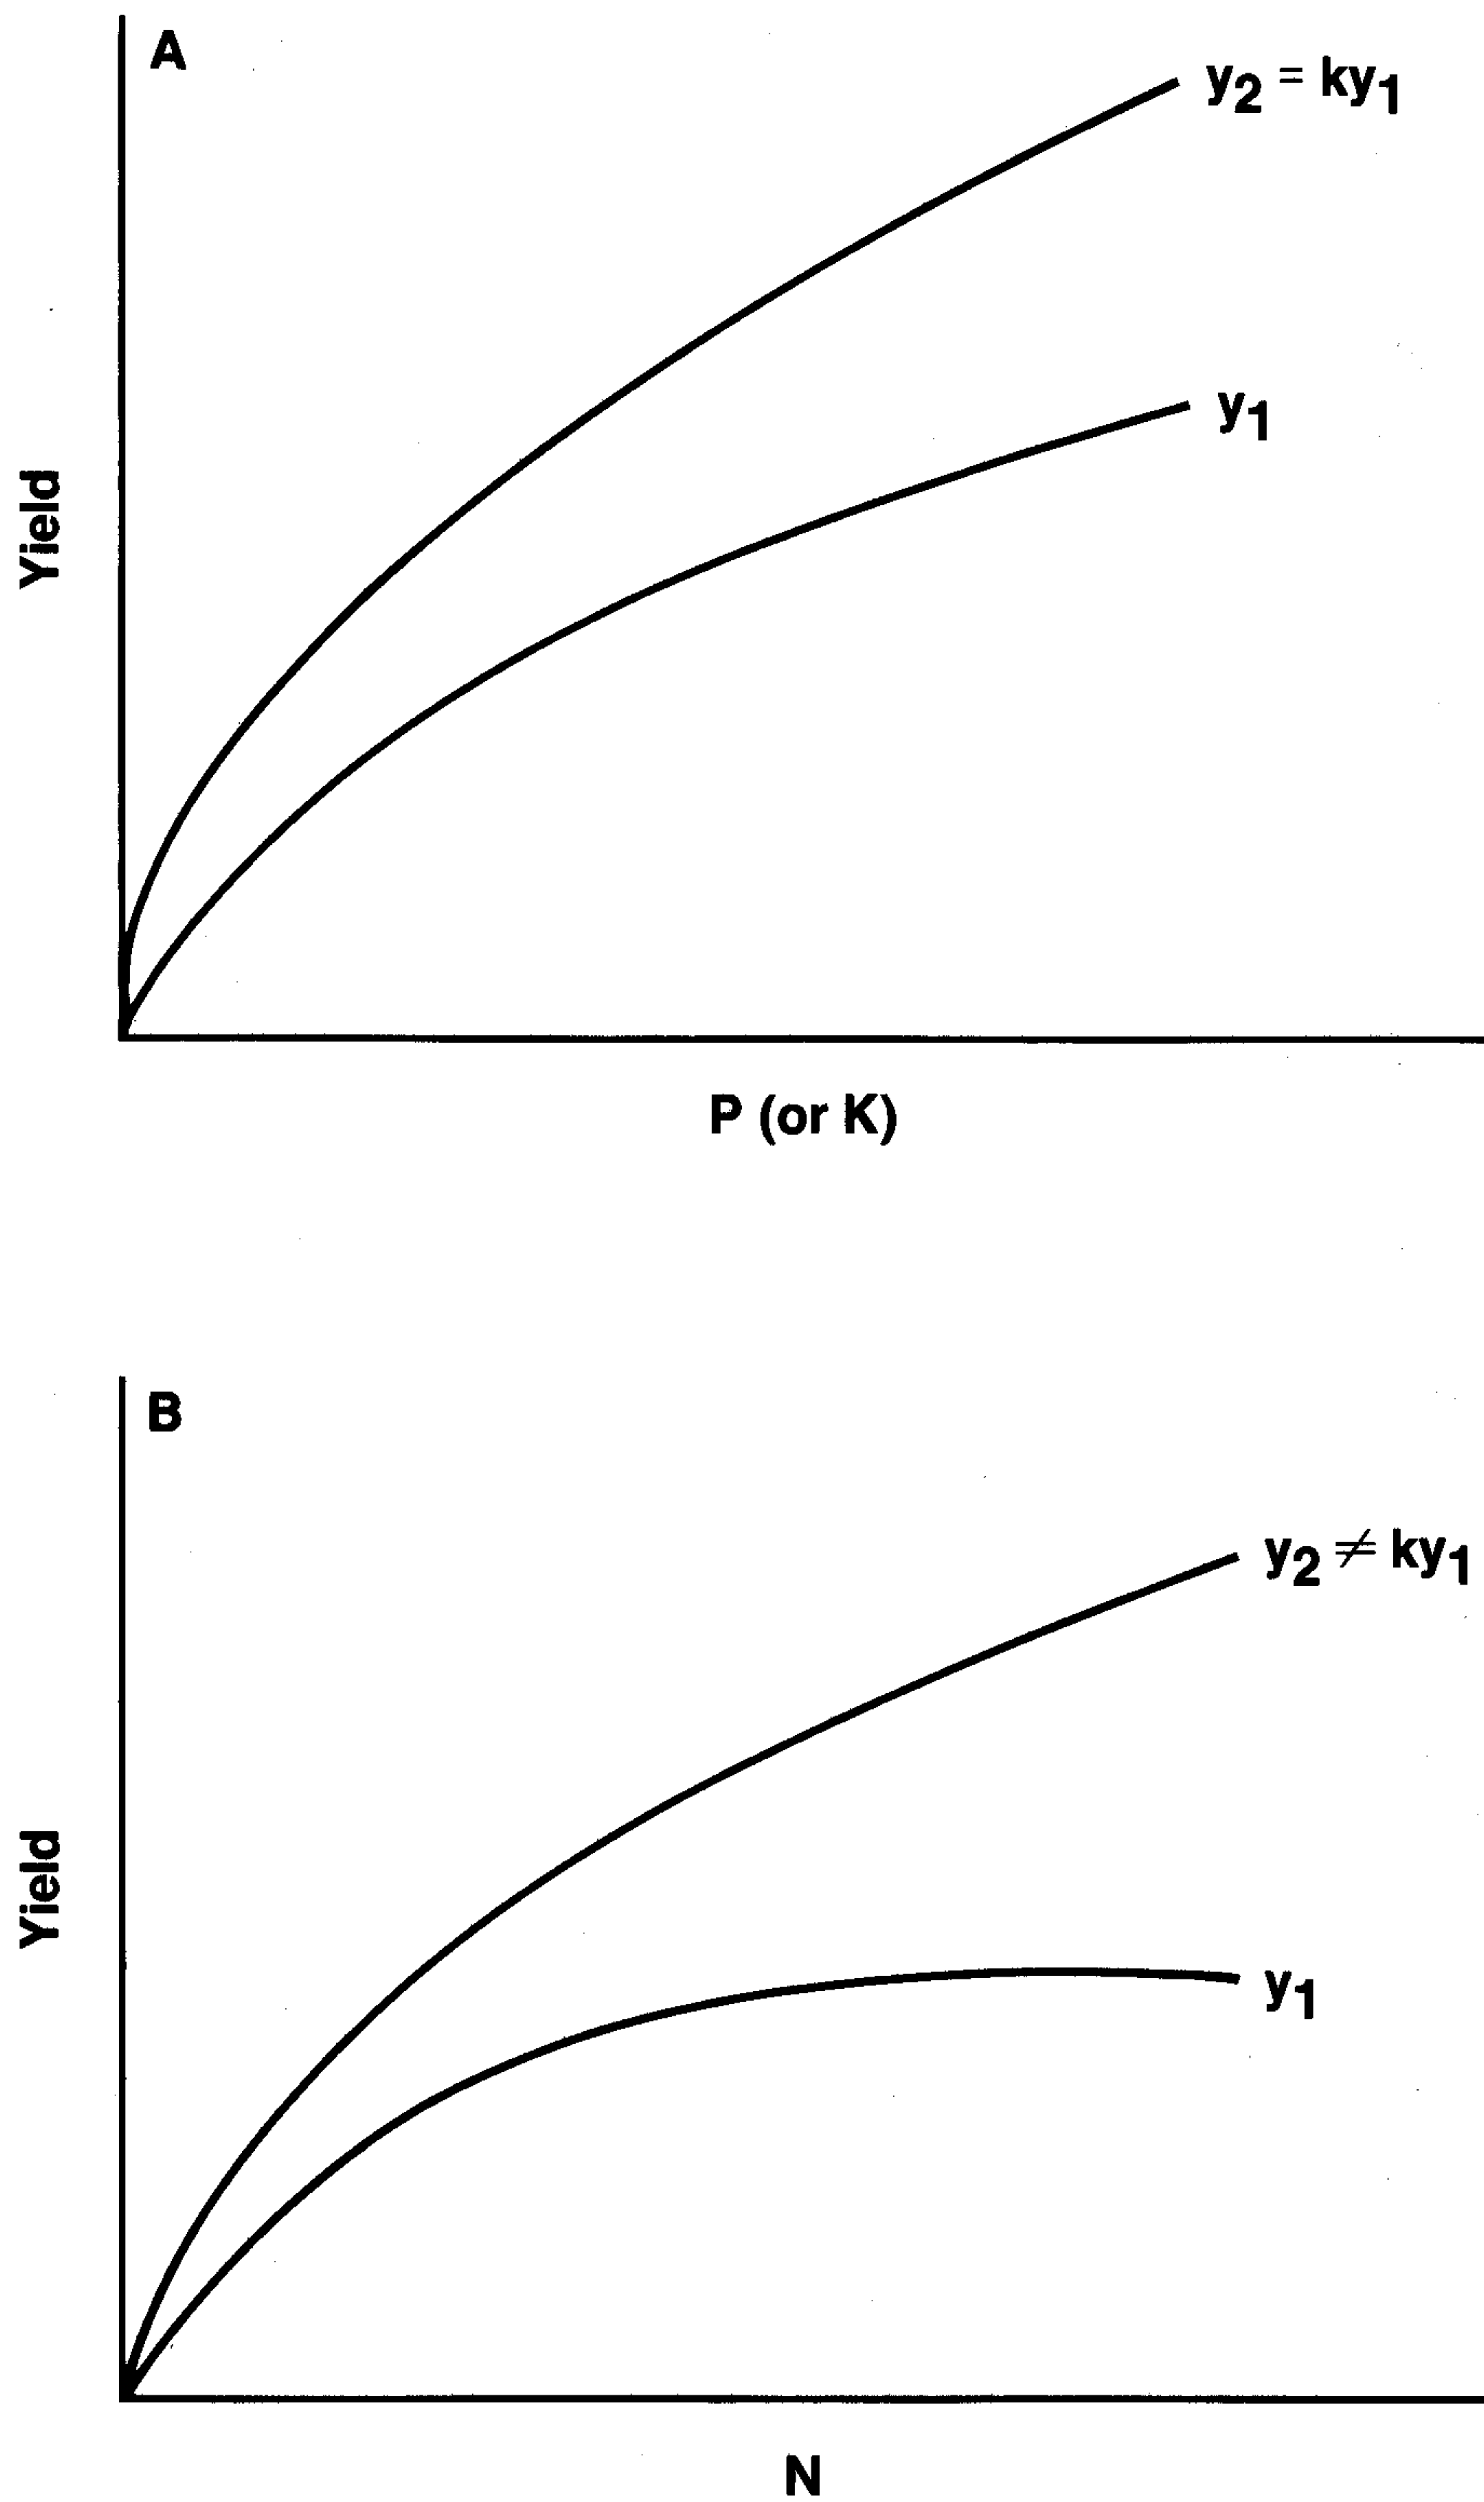 A
y₂ = ky₁
y₁
Yield
P (or K)
B
y₂ ≠ ky₁
y₁
Yield
N